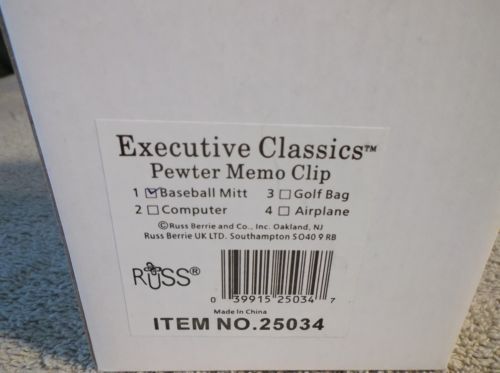 Executive Classics™
Pewter Memo Clip
1 ☑ Baseball Mitt 3 ☐ Golf Bag
2 ☐ Computer 4 ☐ Airplane
©Russ Berrie and Co., Inc. Oakland, NJ
Russ Berrie UK LTD. Southampton SO40 9 RB
RUSS®
0 39915 25034 7
Made In China
ITEM NO.25034